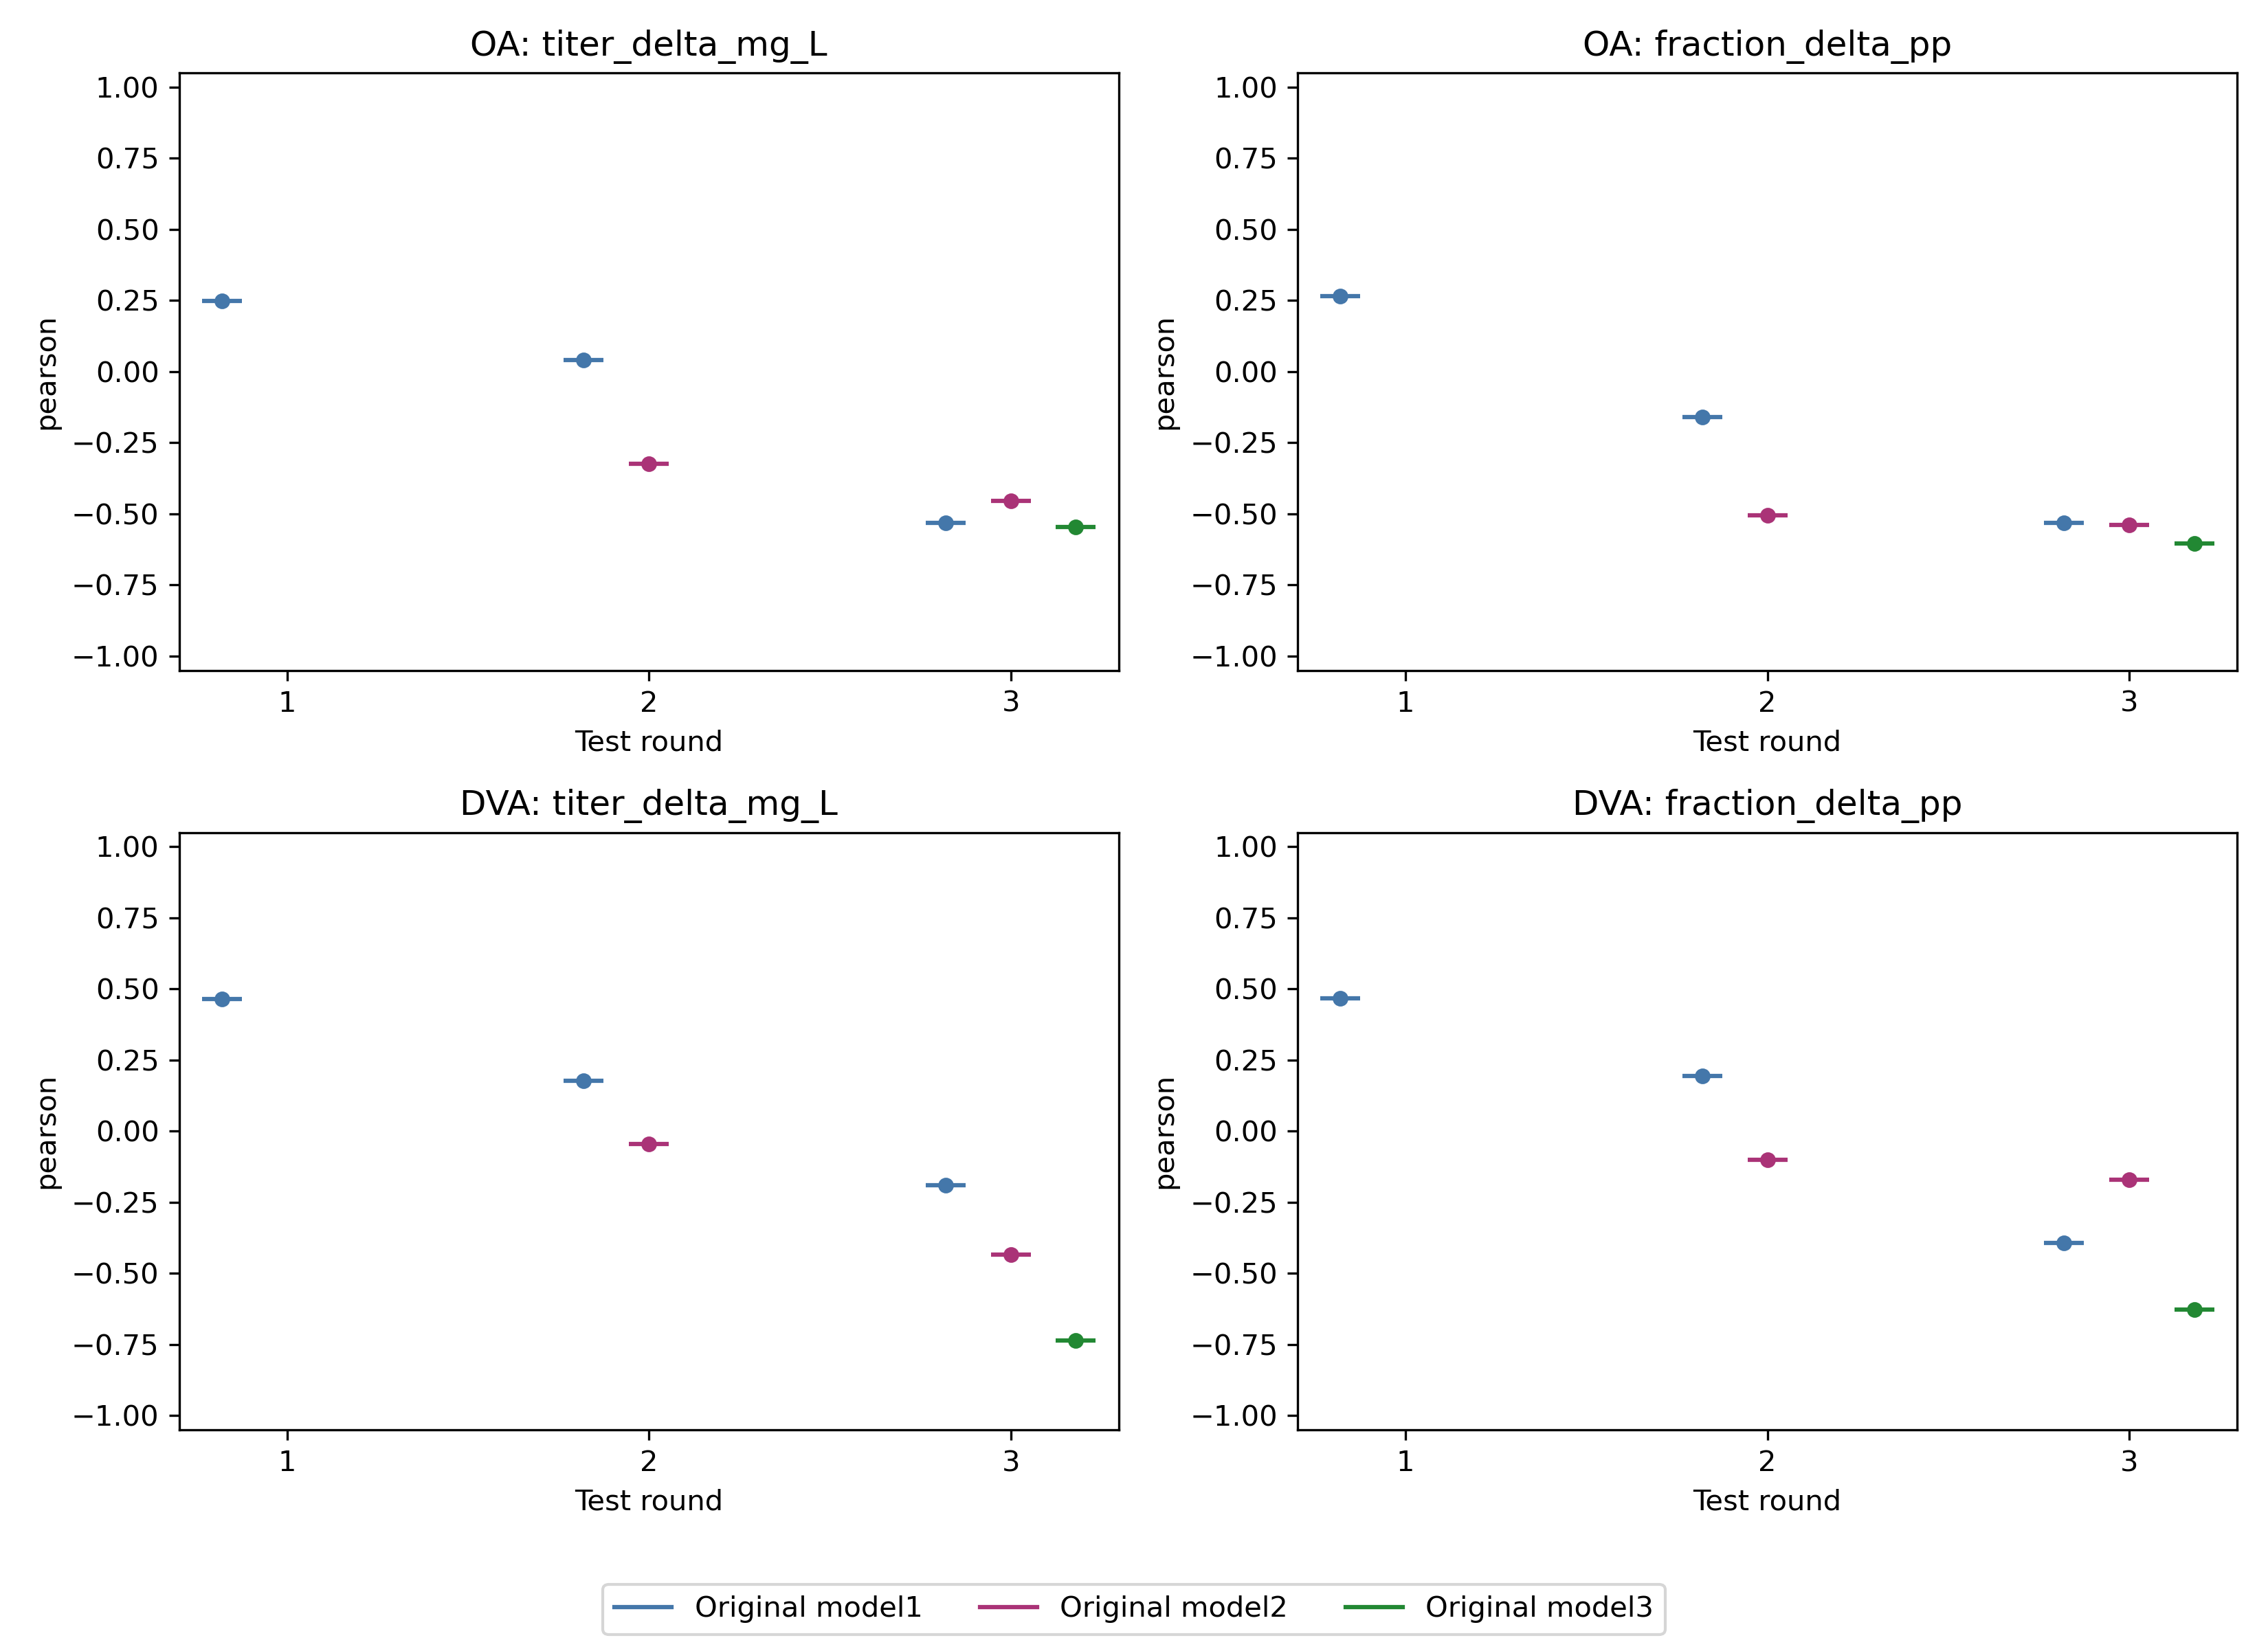 OA: titer_delta_mg_L
1.00
0.75
0.50
0.25
0.00
−0.25
−0.50
−0.75
−1.00
pearson
1 2 3
Test round
OA: fraction_delta_pp
1.00
0.75
0.50
0.25
0.00
−0.25
−0.50
−0.75
−1.00
pearson
1 2 3
Test round
DVA: titer_delta_mg_L
1.00
0.75
0.50
0.25
0.00
−0.25
−0.50
−0.75
−1.00
pearson
1 2 3
Test round
DVA: fraction_delta_pp
1.00
0.75
0.50
0.25
0.00
−0.25
−0.50
−0.75
−1.00
pearson
1 2 3
Test round
Original model1 Original model2 Original model3